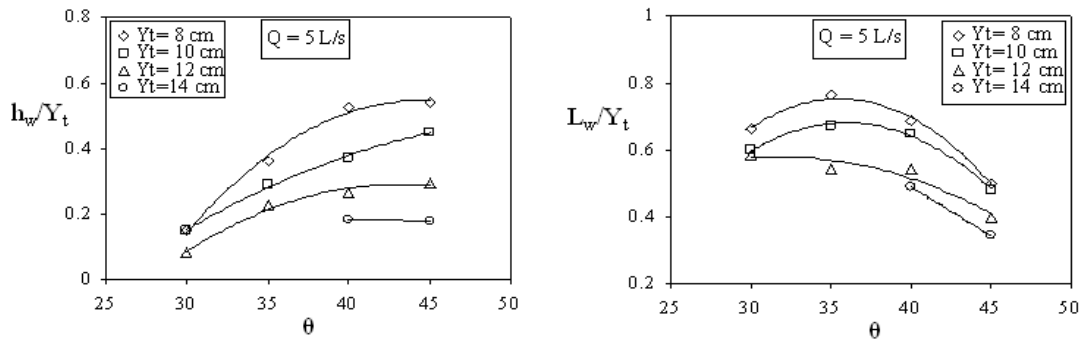 0.8
0.6
0.4
0.2
0
25 30 35 40 45 50
θ
h_w/Y_t
Yt= 8 cm
Yt= 10 cm
Yt= 12 cm
Yt=14 cm
Q = 5 L/s
1
0.8
0.6
0.4
0.2
25 30 35 40 45 50
θ
L_w/Y_t
Q = 5 L/s
Yt= 8 cm
Yt=10 cm
Yt= 12 cm
Yt= 14 cm